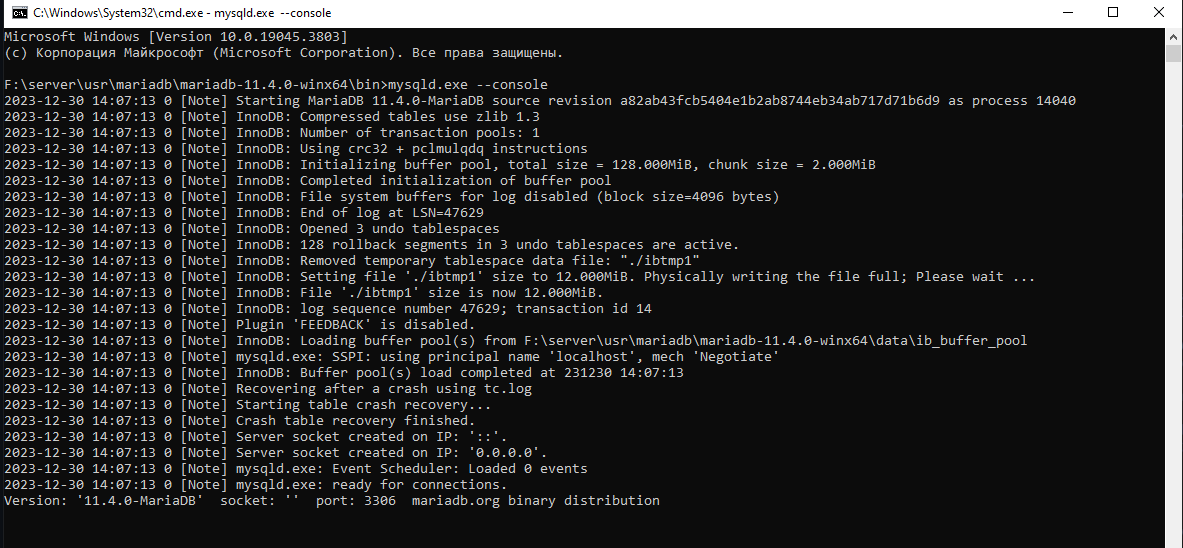 C:\Windows\System32\cmd.exe - mysqld.exe --console
Microsoft Windows [Version 10.0.19045.3803]
(c) Корпорация Майкрософт (Microsoft Corporation). Все права защищены.
F:\server\usr\mariadb\mariadb-11.4.0-winx64\bin>mysqld.exe --console
2023-12-30 14:07:13 0 [Note] Starting MariaDB 11.4.0-MariaDB source revision a82ab43fcb5404e1b2ab8744eb34ab717d71b6d9 as process 14040
2023-12-30 14:07:13 0 [Note] InnoDB: Compressed tables use zlib 1.3
2023-12-30 14:07:13 0 [Note] InnoDB: Number of transaction pools: 1
2023-12-30 14:07:13 0 [Note] InnoDB: Using crc32 + pclmulqdq instructions
2023-12-30 14:07:13 0 [Note] InnoDB: Initializing buffer pool, total size = 128.000MiB, chunk size = 2.000MiB
2023-12-30 14:07:13 0 [Note] InnoDB: Completed initialization of buffer pool
2023-12-30 14:07:13 0 [Note] InnoDB: File system buffers for log disabled (block size=4096 bytes)
2023-12-30 14:07:13 0 [Note] InnoDB: End of log at LSN=47629
2023-12-30 14:07:13 0 [Note] InnoDB: Opened 3 undo tablespaces
2023-12-30 14:07:13 0 [Note] InnoDB: 128 rollback segments in 3 undo tablespaces are active.
2023-12-30 14:07:13 0 [Note] InnoDB: Removed temporary tablespace data file: "./ibtmp1"
2023-12-30 14:07:13 0 [Note] InnoDB: Setting file './ibtmp1' size to 12.000MiB. Physically writing the file full; Please wait ...
2023-12-30 14:07:13 0 [Note] InnoDB: File './ibtmp1' size is now 12.000MiB.
2023-12-30 14:07:13 0 [Note] InnoDB: log sequence number 47629; transaction id 14
2023-12-30 14:07:13 0 [Note] Plugin 'FEEDBACK' is disabled.
2023-12-30 14:07:13 0 [Note] InnoDB: Loading buffer pool(s) from F:\server\usr\mariadb\mariadb-11.4.0-winx64\data\ib_buffer_pool
2023-12-30 14:07:13 0 [Note] mysqld.exe: SSPI: using principal name 'localhost', mech 'Negotiate'
2023-12-30 14:07:13 0 [Note] InnoDB: Buffer pool(s) load completed at 231230 14:07:13
2023-12-30 14:07:13 0 [Note] Recovering after a crash using tc.log
2023-12-30 14:07:13 0 [Note] Starting table crash recovery...
2023-12-30 14:07:13 0 [Note] Crash table recovery finished.
2023-12-30 14:07:13 0 [Note] Server socket created on IP: '::'.
2023-12-30 14:07:13 0 [Note] Server socket created on IP: '0.0.0.0'.
2023-12-30 14:07:13 0 [Note] mysqld.exe: Event Scheduler: Loaded 0 events
2023-12-30 14:07:13 0 [Note] mysqld.exe: ready for connections.
Version: '11.4.0-MariaDB'  socket: ''  port: 3306  mariadb.org binary distribution